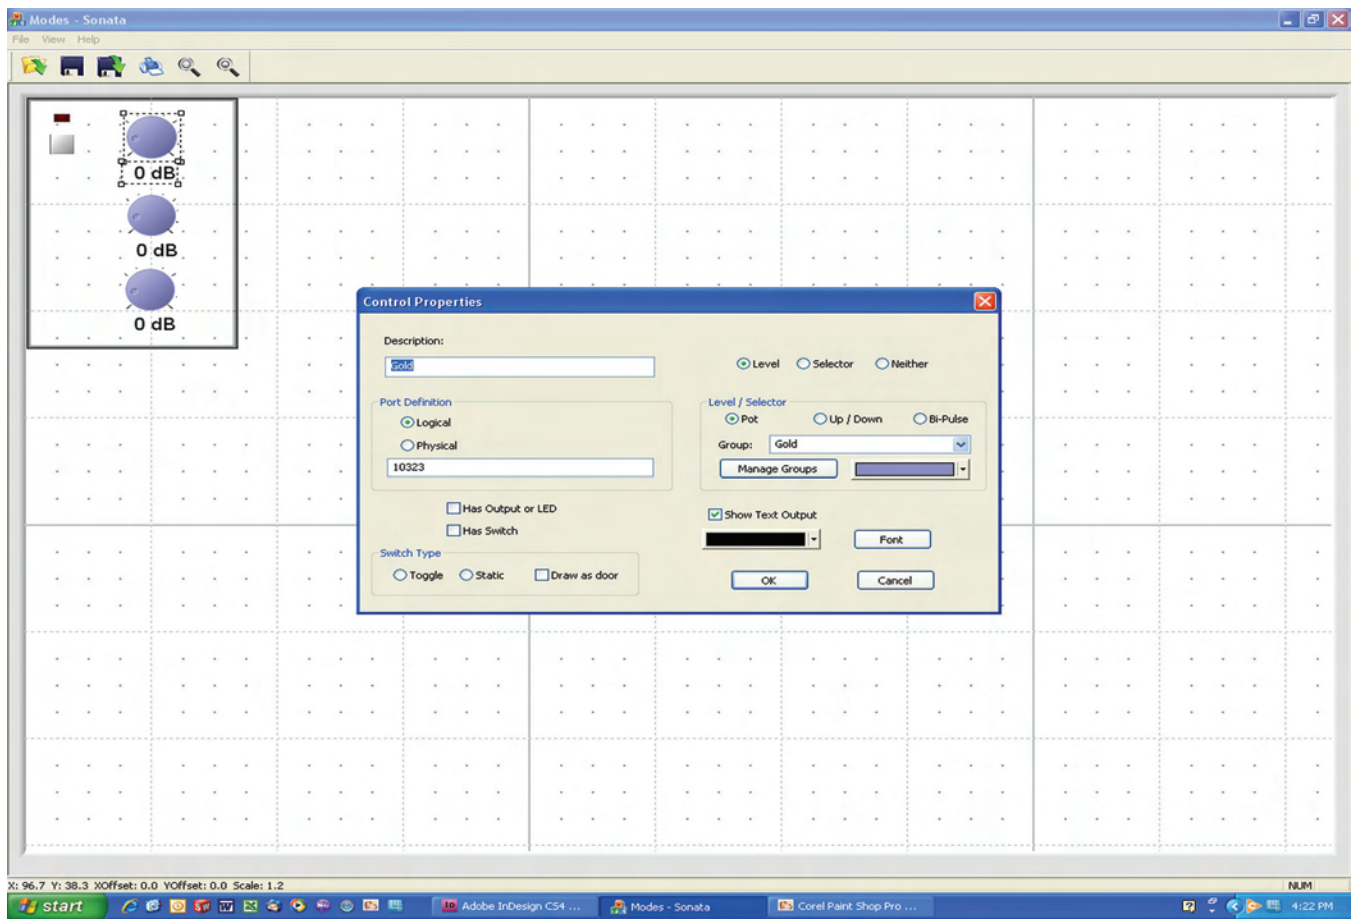 Modes - Sonata
File View Help
0 dB
0 dB
0 dB
Control Properties
Description:
Gold
Level Selector Neither
Port Definition
Logical
Physical
10323
Level / Selector
Pot Up / Down Bi-Pulse
Group: Gold
Manage Groups
Has Output or LED
Has Switch
Show Text Output
Font
Switch Type
Toggle Static Draw as door
OK Cancel
X: 96.7 Y: 38.3 XOffset: 0.0 YOffset: 0.0 Scale: 1.2
NUM
start
Adobe InDesign CS4 ...
Modes - Sonata
Corel Paint Shop Pro ...
4:22 PM